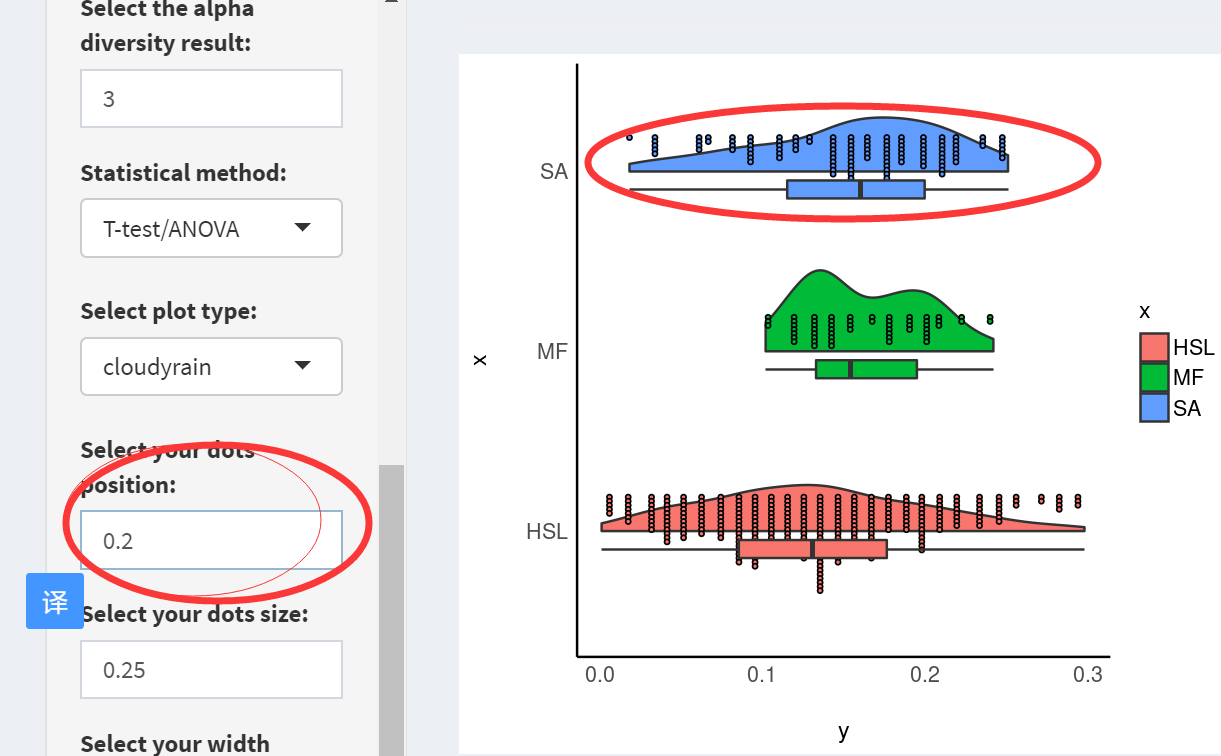 Select the alpha
diversity result:
3
Statistical method:
T-test/ANOVA
Select plot type:
cloudyrain
Select your dots
position:
0.2
译
Select your dots size:
0.25
Select your width
SA
MF
HSL
x
0.0
0.1
0.2
0.3
y
x
HSL
MF
SA